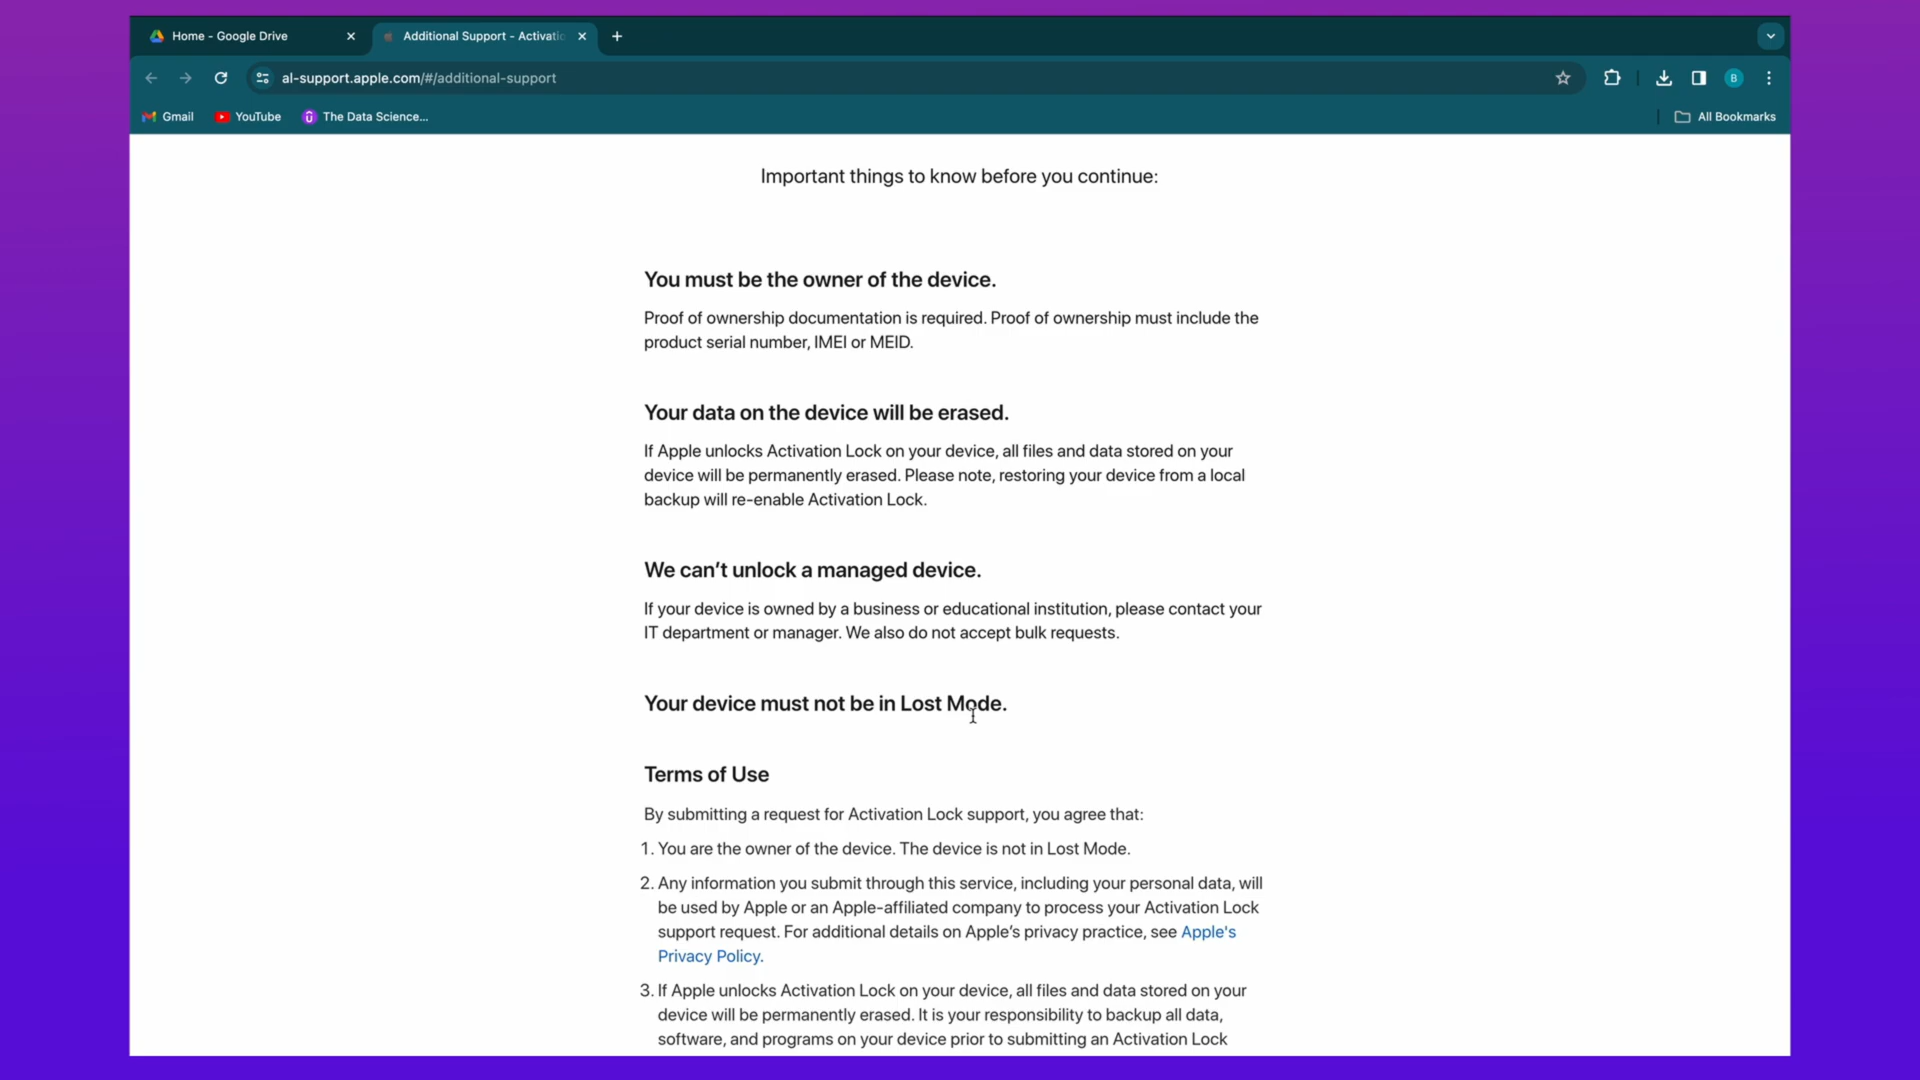 Home - Google Drive
Additional Support - Activatio
al-support.apple.com/#/additional-support
B
Gmail
YouTube
The Data Science...
All Bookmarks
Important things to know before you continue:
You must be the owner of the device.
Proof of ownership documentation is required. Proof of ownership must include the
product serial number, IMEI or MEID.
Your data on the device will be erased.
If Apple unlocks Activation Lock on your device, all files and data stored on your
device will be permanently erased. Please note, restoring your device from a local
backup will re-enable Activation Lock.
We can’t unlock a managed device.
If your device is owned by a business or educational institution, please contact your
IT department or manager. We also do not accept bulk requests.
Your device must not be in Lost Mode.
Terms of Use
By submitting a request for Activation Lock support, you agree that:
1. You are the owner of the device. The device is not in Lost Mode.
2. Any information you submit through this service, including your personal data, will
be used by Apple or an Apple-affiliated company to process your Activation Lock
support request. For additional details on Apple’s privacy practice, see Apple's
Privacy Policy.
3. If Apple unlocks Activation Lock on your device, all files and data stored on your
device will be permanently erased. It is your responsibility to backup all data,
software, and programs on your device prior to submitting an Activation Lock